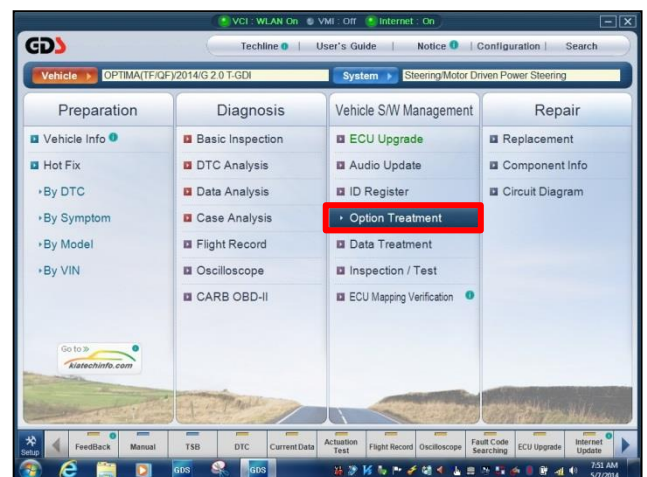 VCI : WLAN On VMI : Off Internet : On
GDS Techline User's Guide | Notice | Configuration | Search
Vehicle OPTIMA(TF/QF)/2014/G 2.0 T-GDI System Steering/Motor Driven Power Steering
Preparation Diagnosis Vehicle S/W Management Repair
Vehicle Info Basic Inspection ECU Upgrade Replacement
Hot Fix DTC Analysis Audio Update Component Info
By DTC Data Analysis ID Register Circuit Diagram
By Symptom Case Analysis Option Treatment
By Model Flight Record Data Treatment
By VIN Oscilloscope Inspection / Test
CARB OBD-II ECU Mapping Verification
Go to
kiatechinfo.com
Setup FeedBack Manual TSB DTC Current Data Actuation Test Flight Record Oscilloscope Fault Code Searching ECU Upgrade Internet Update
GDS GDS 7:51 AM
5/7/2014